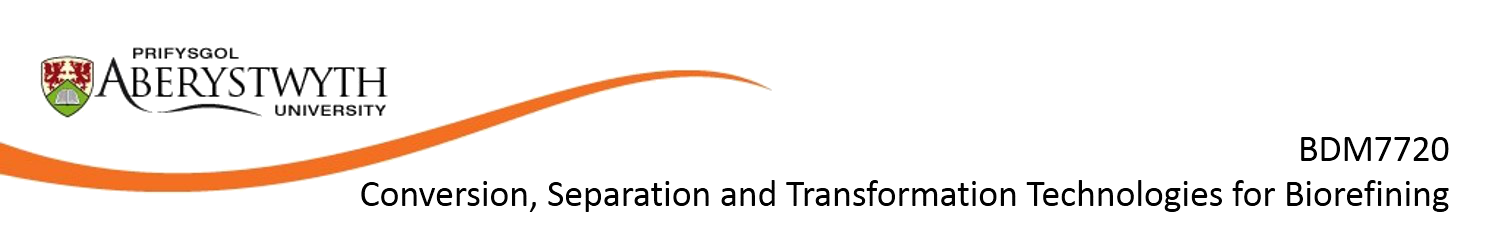 PRIFYSGOL
ABERYSTWYTH
UNIVERSITY
BDM7720
Conversion, Separation and Transformation Technologies for Biorefining